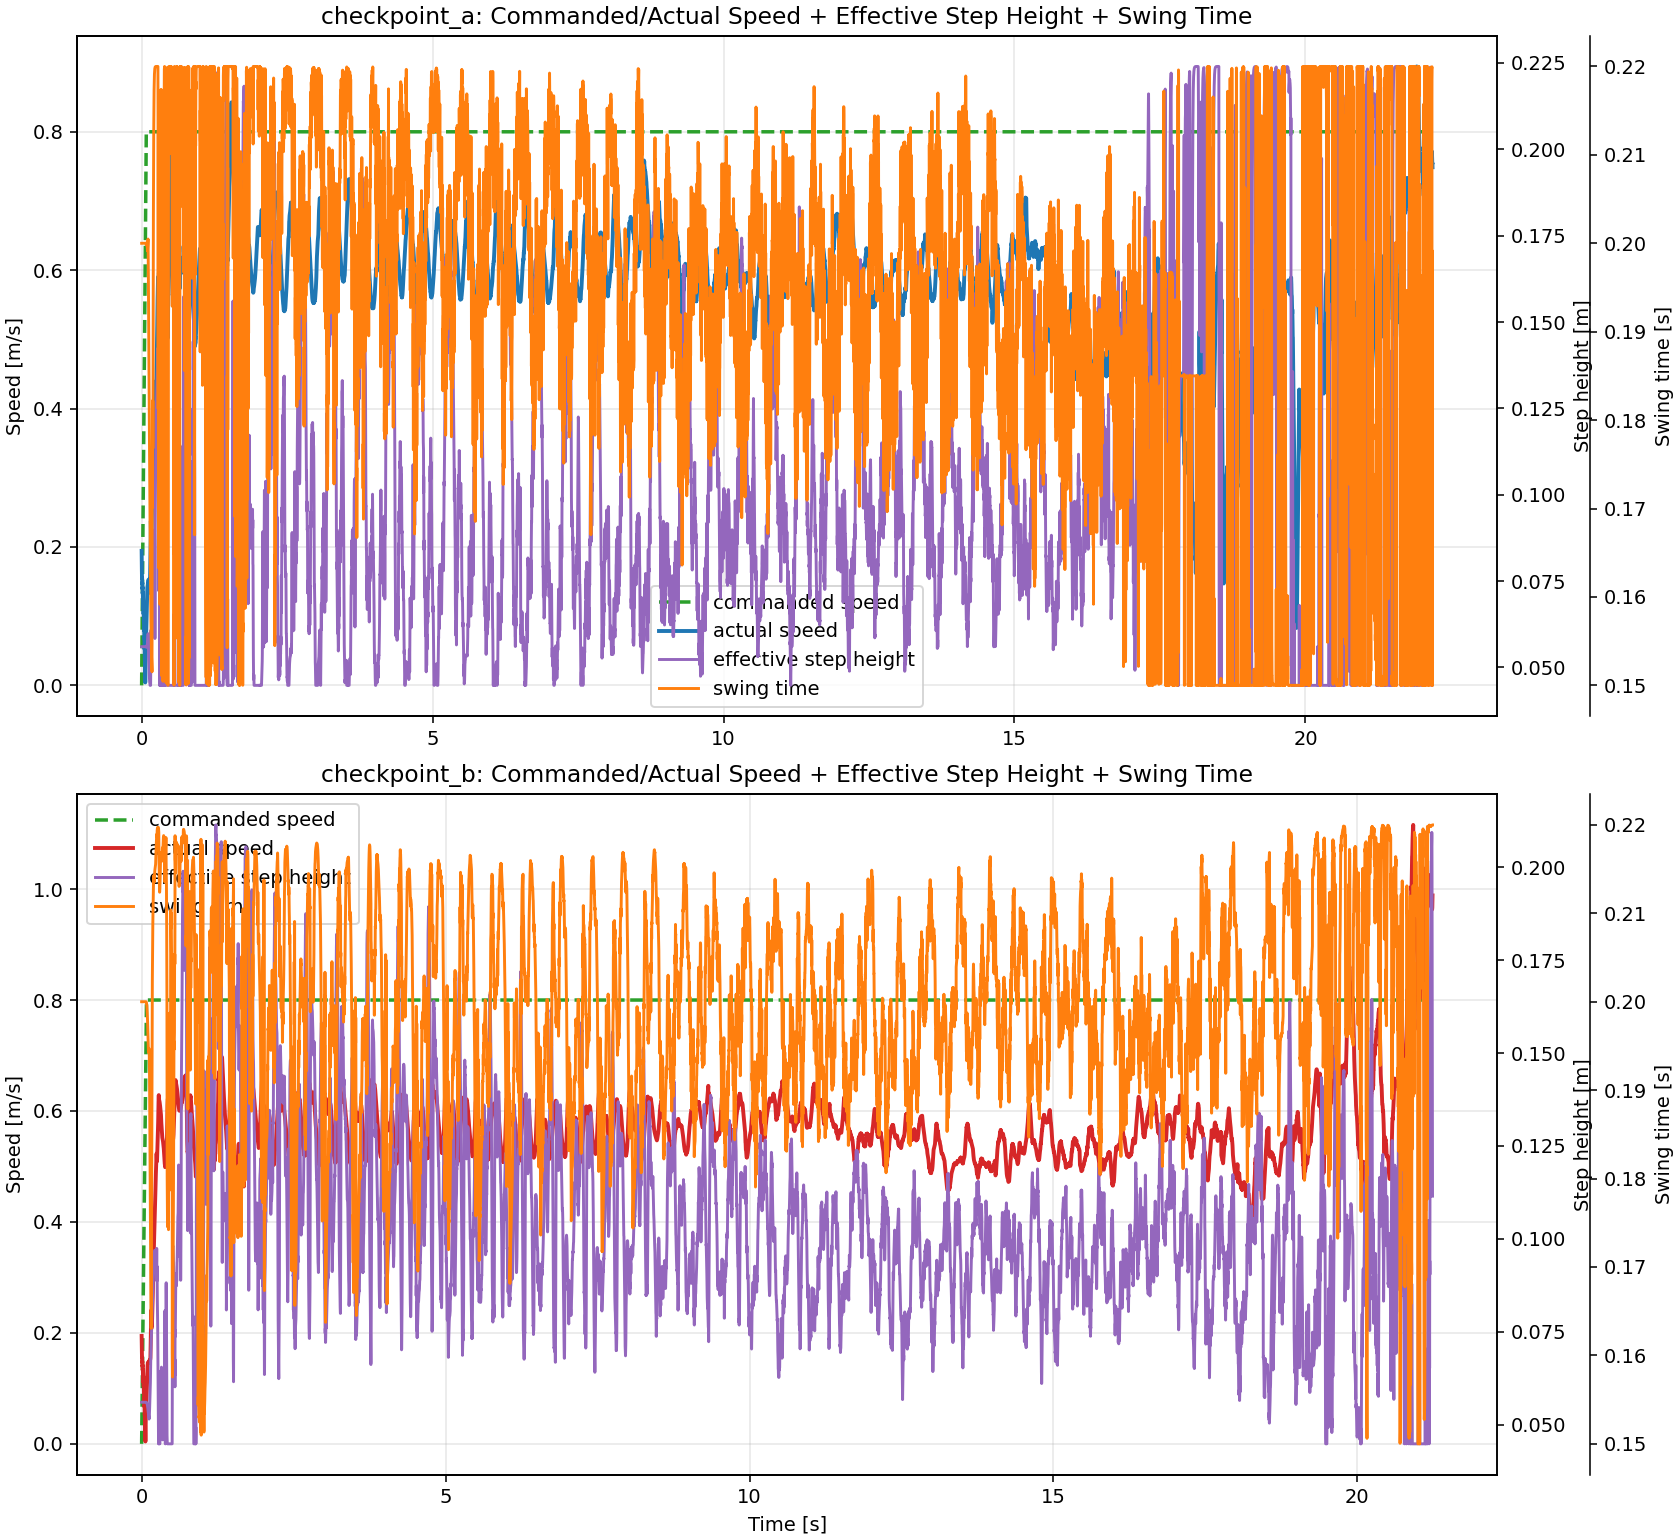 checkpoint_a: Commanded/Actual Speed + Effective Step Height + Swing Time
Speed [m/s]
0.8
0.6
0.4
0.2
0.0
commanded speed
actual speed
effective step height
swing time
0 5 10 15 20
0.225
0.200
0.175
0.150
0.125
0.100
0.075
0.050
Step height [m]
0.22
0.21
0.20
0.19
0.18
0.17
0.16
0.15
Swing time [s]
checkpoint_b: Commanded/Actual Speed + Effective Step Height + Swing Time
Speed [m/s]
1.0
0.8
0.6
0.4
0.2
0.0
commanded speed
actual speed
effective step height
swing time
0 5 10 15 20
Time [s]
0.200
0.175
0.150
0.125
0.100
0.075
0.050
Step height [m]
0.22
0.21
0.20
0.19
0.18
0.17
0.16
0.15
Swing time [s]